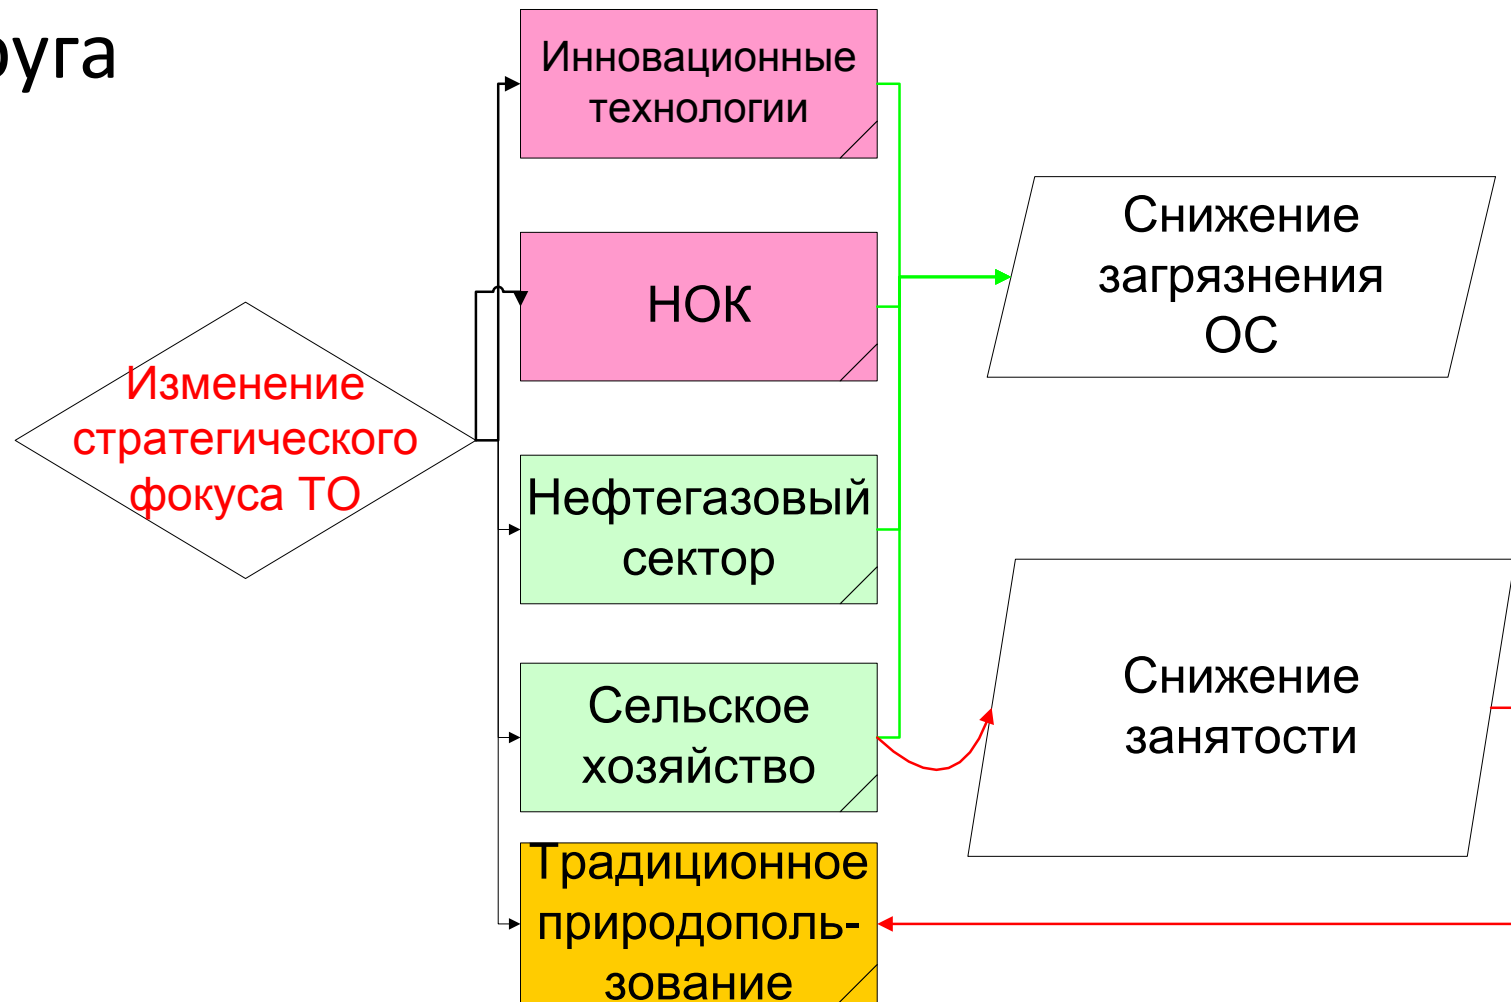 руга
Инновационные
технологии
НОК
Изменение
стратегического
фокуса ТО
Нефтегазовый
сектор
Сельское
хозяйство
Традиционное
природополь-
зование
Снижение
загрязнения
ОС
Снижение
занятости